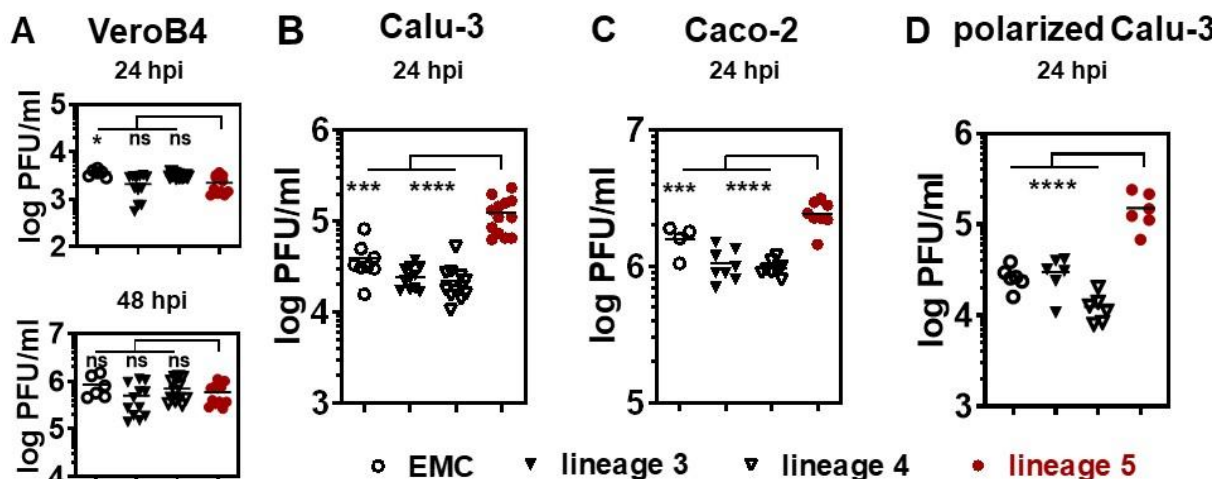 A VeroB4
24 hpi
log PFU/ml
5
4
3
2
* ns ns
48 hpi
log PFU/ml
7
6
5
4
ns ns ns
B Calu-3
24 hpi
log PFU/ml
6
5
4
3
*** ****
C Caco-2
24 hpi
log PFU/ml
7
6
5
*** ****
D polarized Calu-3
24 hpi
log PFU/ml
6
5
4
3
****
EMC lineage 3 lineage 4 lineage 5